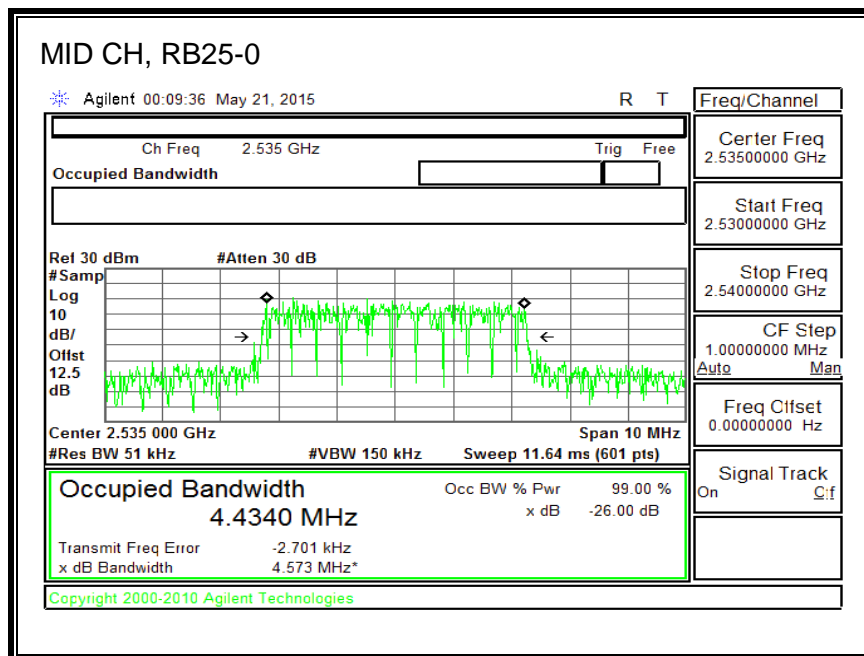 MID CH, RB25-0
Agilent 00:09:36 May 21, 2015 R T
Freq/Channel
Ch Freq 2.535 GHz Trig Free
Occupied Bandwidth
Center Freq
2.53500000 GHz
Start Freq
2.53000000 GHz
Stop Freq
2.54000000 GHz
CF Step
1.00000000 MHz
Auto Man
Freq Offset
0.00000000 Hz
Signal Track
On Off
Ref 30 dBm #Atten 30 dB
#Samp
Log
10
dB/
Offst
12.5
dB
Center 2.535 000 GHz Span 10 MHz
#Res BW 51 kHz #VBW 150 kHz Sweep 11.64 ms (601 pts)
Occupied Bandwidth
4.4340 MHz
Occ BW % Pwr 99.00 %
x dB -26.00 dB
Transmit Freq Error -2.701 kHz
x dB Bandwidth 4.573 MHz*
Copyright 2000-2010 Agilent Technologies